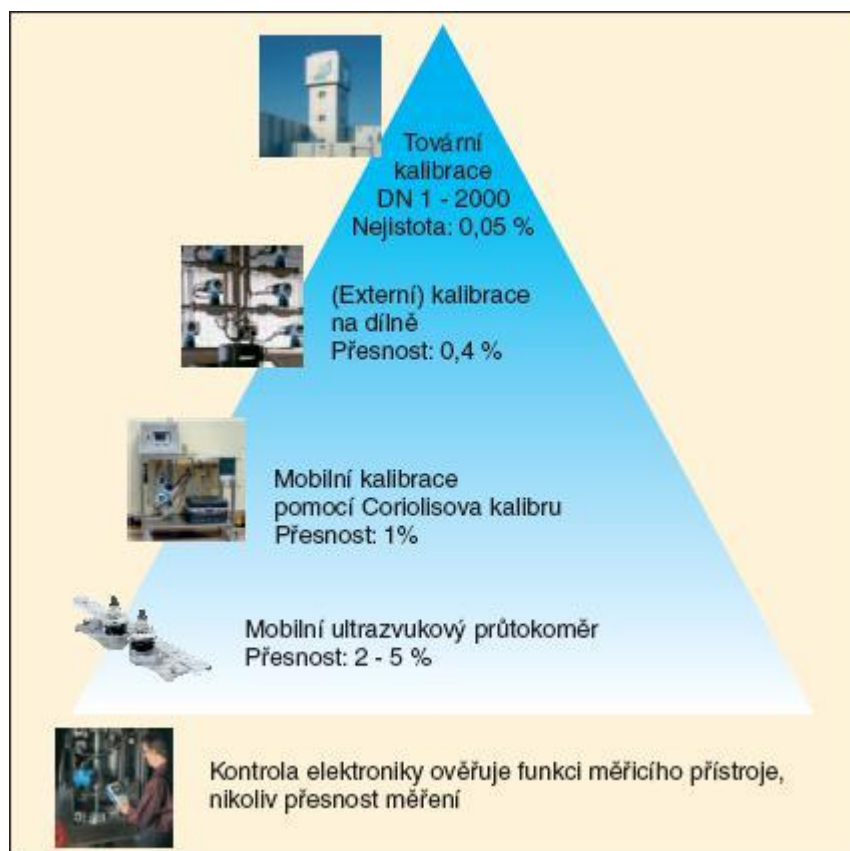 Tovární
kalibrace
DN 1 - 2000
Nejistota: 0,05 %
(Externí) kalibrace
na dílně
Přesnost: 0,4 %
Mobilní kalibrace
pomocí Coriolisova kalibru
Přesnost: 1%
Mobilní ultrazvukový průtokoměr
Přesnost: 2 - 5 %
Kontrola elektroniky ověřuje funkci měřicího přístroje,
nikoliv přesnost měření